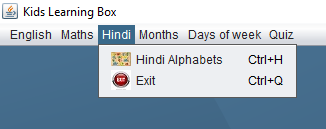 Kids Learning Box
English Maths Hindi Months Days of week Quiz
Hindi Alphabets Ctrl+H
Exit Ctrl+Q